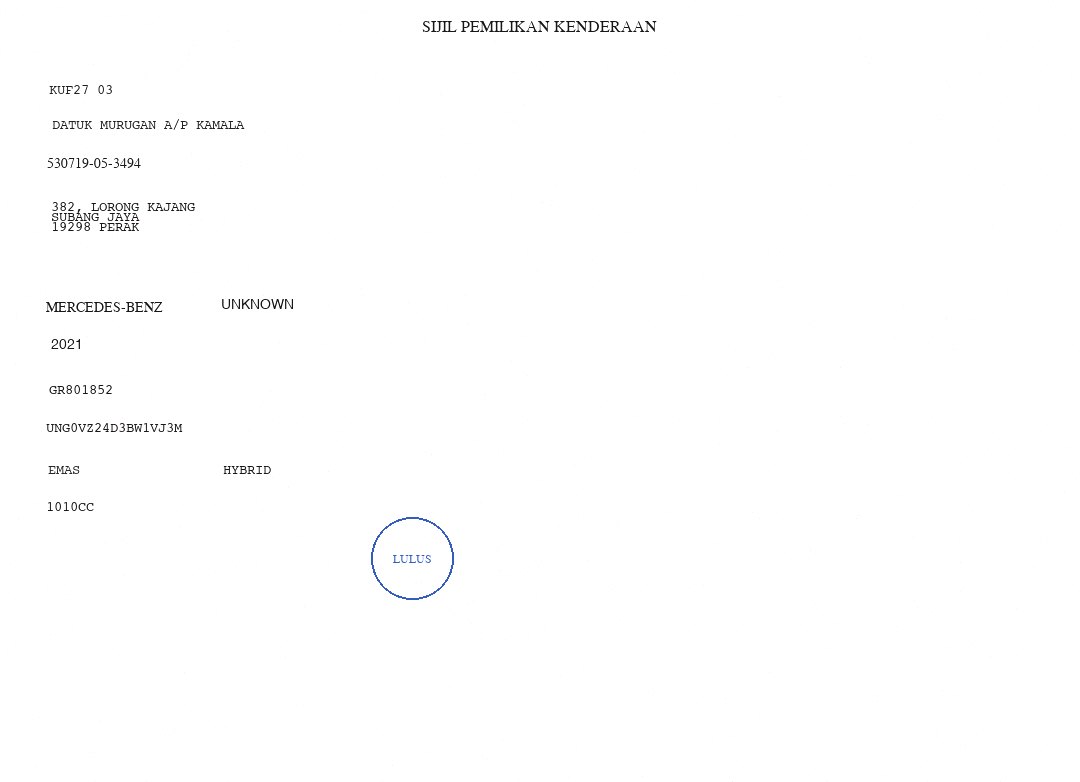 SIJIL PEMILIKAN KENDERAAN
KUF27 03
DATUK MURUGAN A/P KAMALA
530719-05-3494
382, LORONG KAJANG
SUBANG JAYA
19298 PERAK
MERCEDES-BENZ UNKNOWN
2021
GR801852
UNG0VZ24D3BW1VJ3M
EMAS HYBRID
1010CC
LULUS